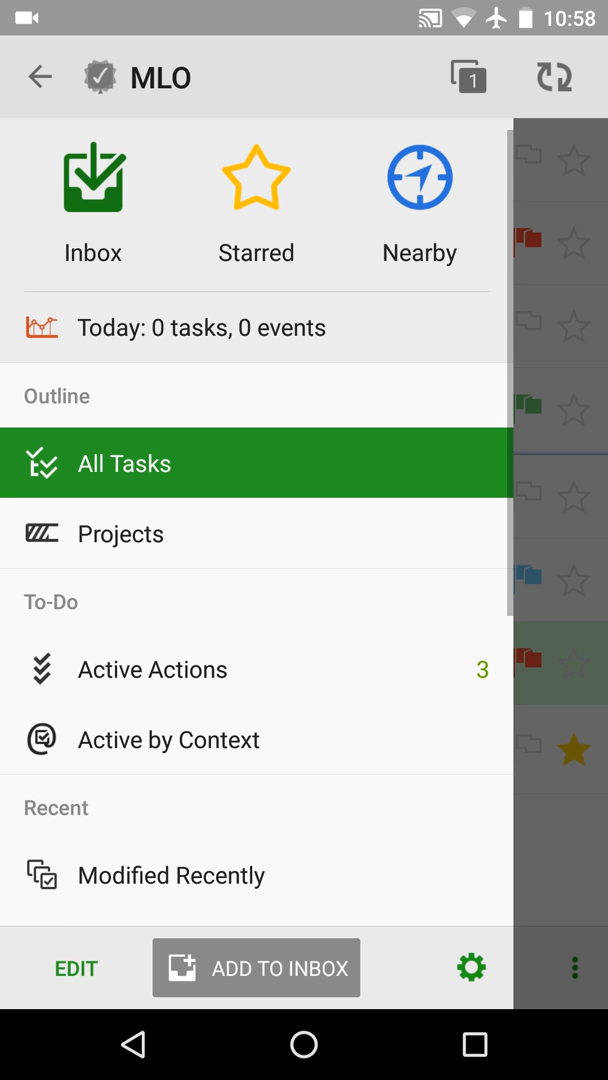 10:58
MLO
1
Inbox
Starred
Nearby
Today: 0 tasks, 0 events
Outline
All Tasks
Projects
To-Do
Active Actions
3
Active by Context
Recent
Modified Recently
EDIT
ADD TO INBOX